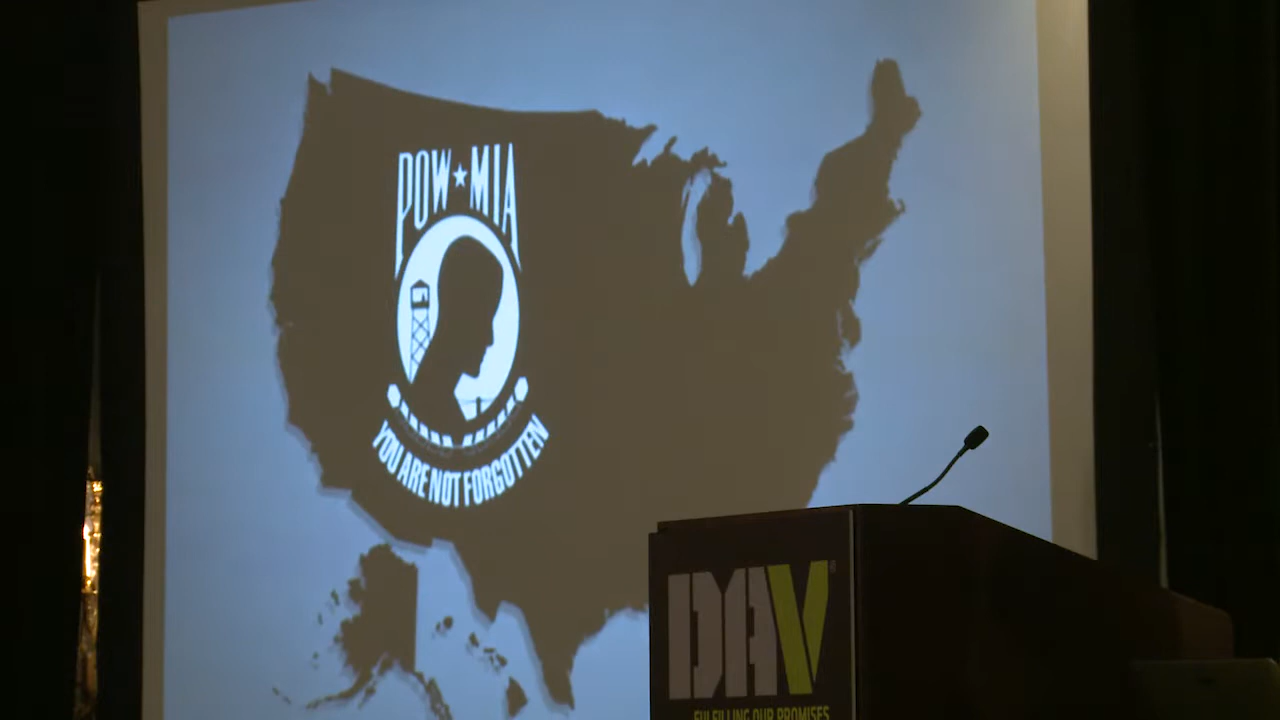 POW★MIA
YOU ARE NOT FORGOTTEN
DAV®
FULFILLING OUR PROMISES